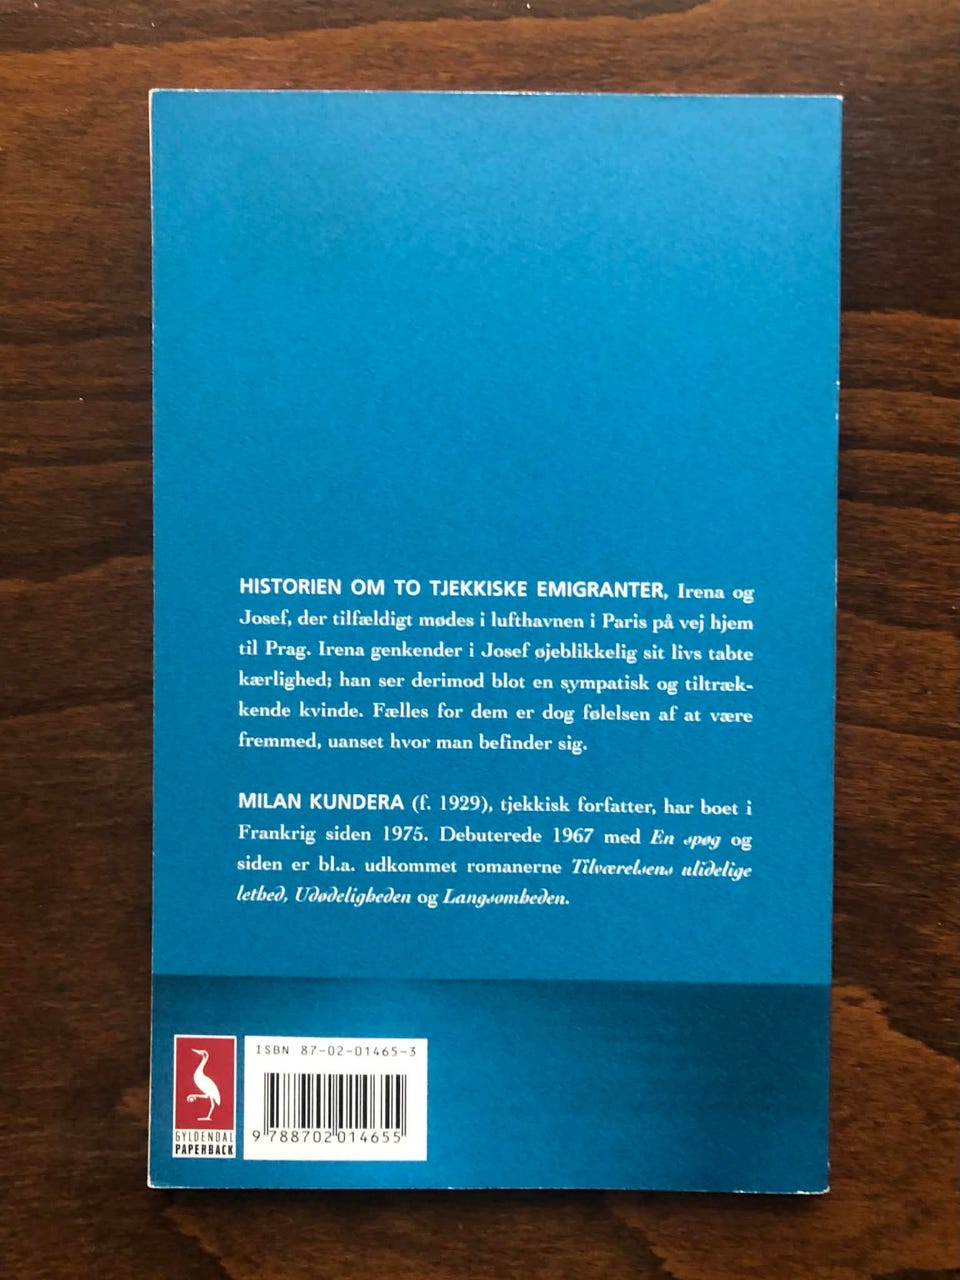 HISTORIEN OM TO TJEKKISKE EMIGRANTER, Irena og
Josef, der tilfældigt mødes i lufthavnen i Paris på vej hjem
til Prag. Irena genkender i Josef øjeblikkelig sit livs tabte
kærlighed; han ser derimod blot en sympatisk og tiltræk-
kende kvinde. Fælles for dem er dog følelsen af at være
fremmed, uanset hvor man befinder sig.
MILAN KUNDERA (f. 1929), tjekkisk forfatter, har boet i
Frankrig siden 1975. Debuterede 1967 med En spøg og
siden er bl.a. udkommet romanerne Tilværelsens ulidelige
lethed, Udødeligheden og Langsomheden.
ISBN 87-02-01465-3
9 788702 014655
GYLDENDAL
PAPERBACK